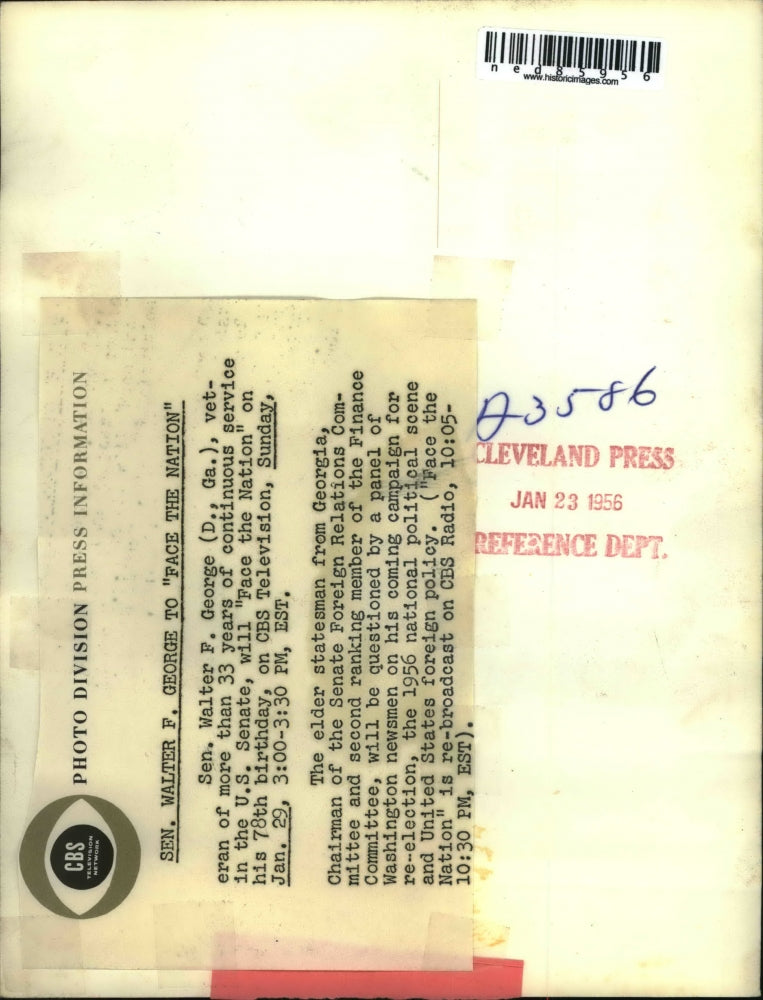 ned85956
www.historicimages.com
CBS
TELEVISION
NETWORK
PHOTO DIVISION PRESS INFORMATION
SEN. WALTER F. GEORGE TO "FACE THE NATION"
Sen. Walter F. George (D., Ga.), vet-
eran of more than 33 years of continuous service
in the U.S. Senate, will "Face the Nation" on
his 78th birthday, on CBS Television, Sunday,
Jan. 29, 3:00-3:30 PM, EST.
The elder statesman from Georgia,
Chairman of the Senate Foreign Relations Com-
mittee and second ranking member of the Finance
Committee, will be questioned by a panel of
Washington newsmen on his coming campaign for
re-election, the 1956 national political scene
and United States foreign policy. ("Face the
Nation" is re-broadcast on CBS Radio, 10:05-
10:30 PM, EST).
A3586
CLEVELAND PRESS
JAN 23 1956
REFERENCE DEPT.